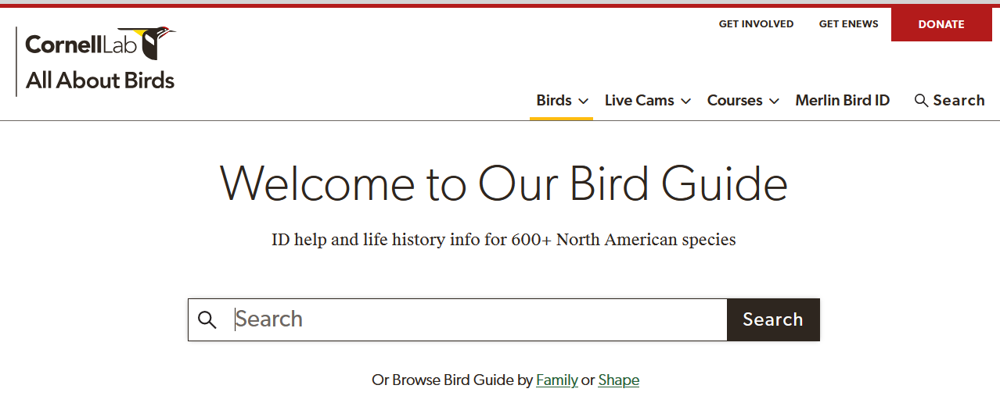 GET INVOLVED GET ENEWS DONATE
CornellLab
All About Birds
Birds Live Cams Courses Merlin Bird ID Search
Welcome to Our Bird Guide
ID help and life history info for 600+ North American species
Search Search
Or Browse Bird Guide by Family or Shape